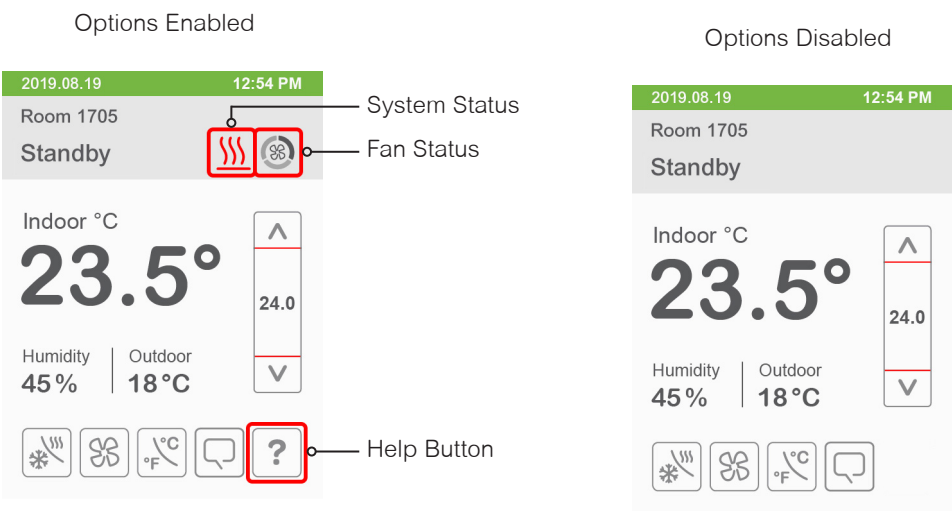 Options Enabled
2019.08.19 12:54 PM
Room 1705
Standby
System Status
Fan Status
Indoor °C
23.5°
24.0
Humidity Outdoor
45% 18°C
°C
°F
?
Help Button
Options Disabled
2019.08.19 12:54 PM
Room 1705
Standby
Indoor °C
23.5°
24.0
Humidity Outdoor
45% 18°C
°C
°F